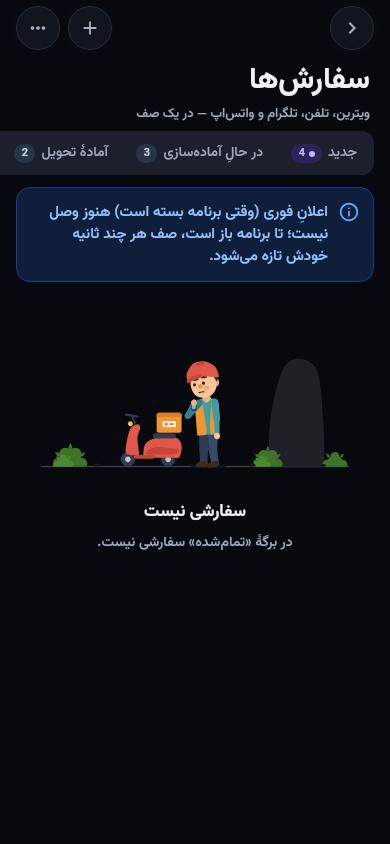 سفارش‌ها
ویترین، تلفن، تلگرام و واتس‌اپ — در یک صف
جدید 4 در حالِ آماده‌سازی 3 آمادهٔ تحویل 2
اعلانِ فوری (وقتی برنامه بسته است) هنوز وصل
نیست؛ تا برنامه باز است، صف هر چند ثانیه
خودش تازه می‌شود.
سفارشی نیست
در برگهٔ «تمام‌شده» سفارشی نیست.